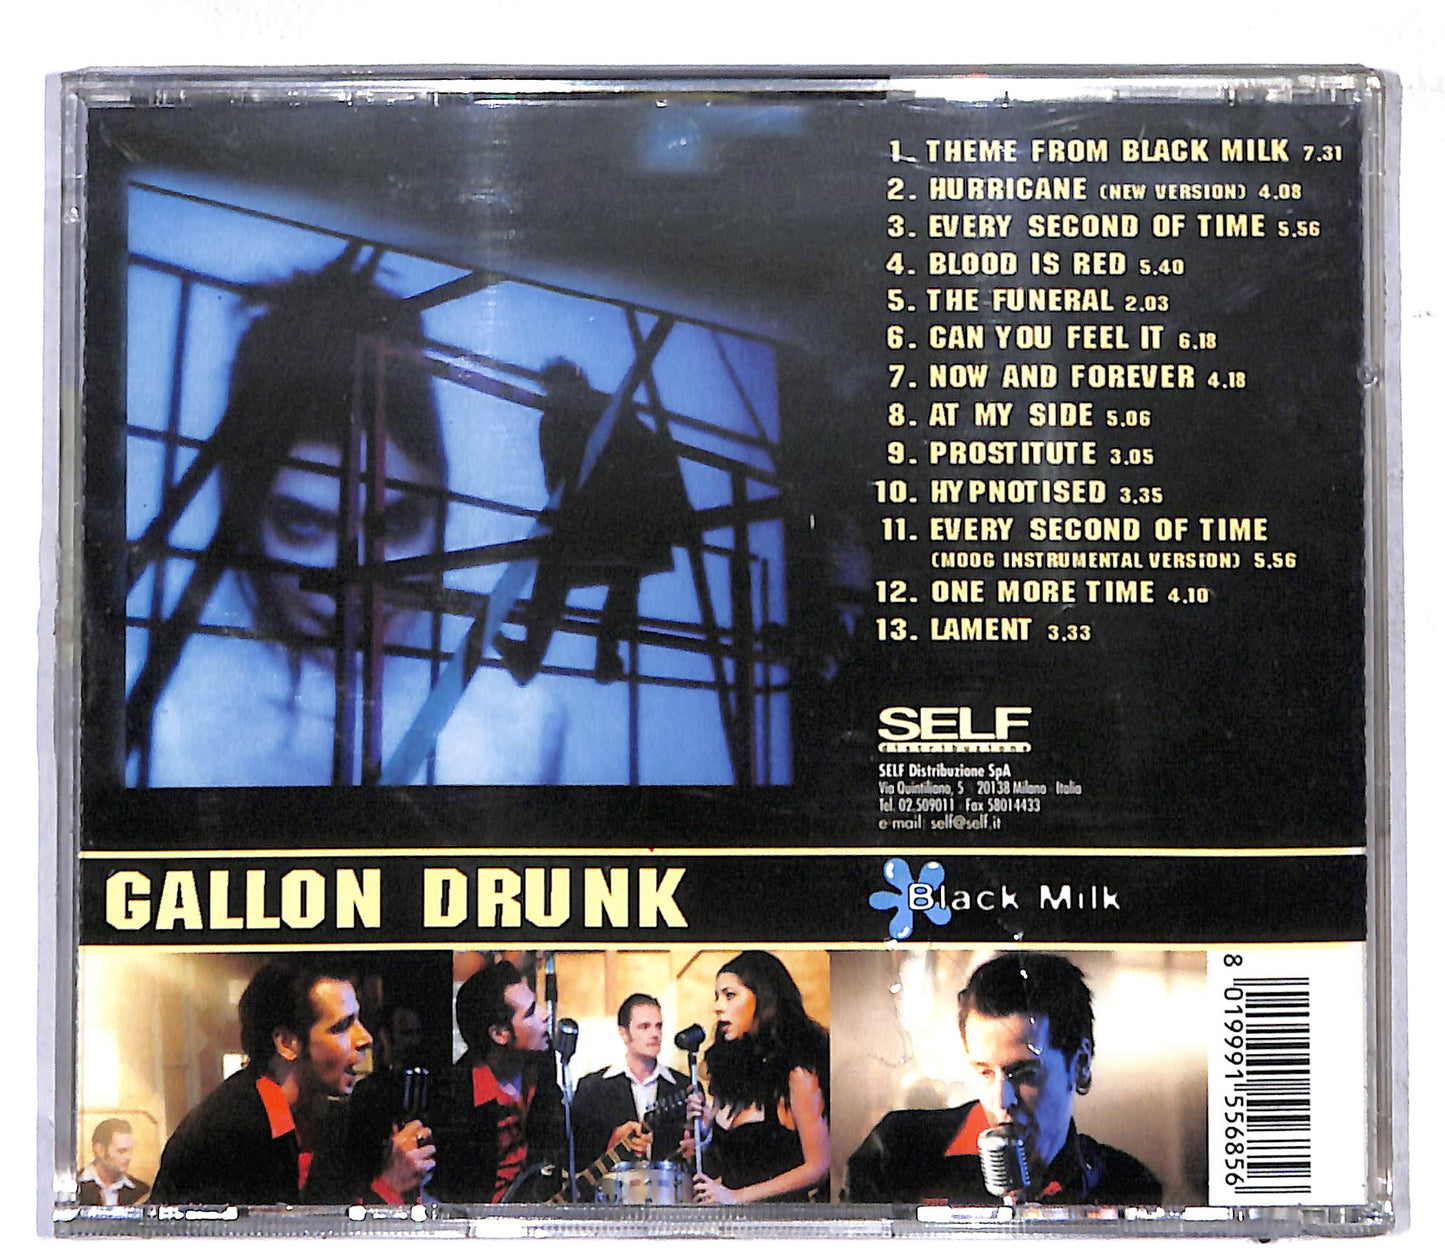 1. THEME FROM BLACK MILK 7.31
2. HURRICANE (NEW VERSION) 4.08
3. EVERY SECOND OF TIME 5.56
4. BLOOD IS RED 5.40
5. THE FUNERAL 2.03
6. CAN YOU FEEL IT 6.18
7. NOW AND FOREVER 4.18
8. AT MY SIDE 5.06
9. PROSTITUTE 3.05
10. HYPNOTISED 3.35
11. EVERY SECOND OF TIME
(MOOG INSTRUMENTAL VERSION) 5.56
12. ONE MORE TIME 4.10
13. LAMENT 3.33
SELF
distribuzione
SELF Distribuzione SpA
Via Quintiliano, 5 20138 Milano Italia
Tel. 02.509011 Fax 58014433
e-mail: self@self.it
GALLON DRUNK
Black Milk
8 019991 556856